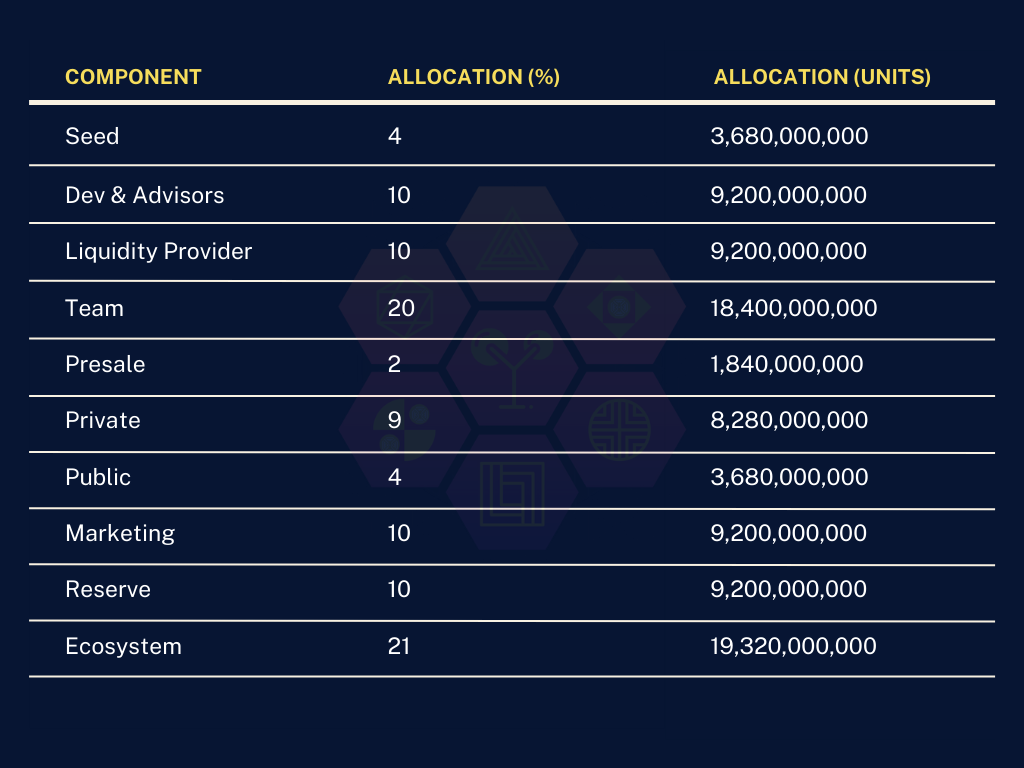 COMPONENT ALLOCATION (%) ALLOCATION (UNITS)
Seed 4 3,680,000,000
Dev & Advisors 10 9,200,000,000
Liquidity Provider 10 9,200,000,000
Team 20 18,400,000,000
Presale 2 1,840,000,000
Private 9 8,280,000,000
Public 4 3,680,000,000
Marketing 10 9,200,000,000
Reserve 10 9,200,000,000
Ecosystem 21 19,320,000,000